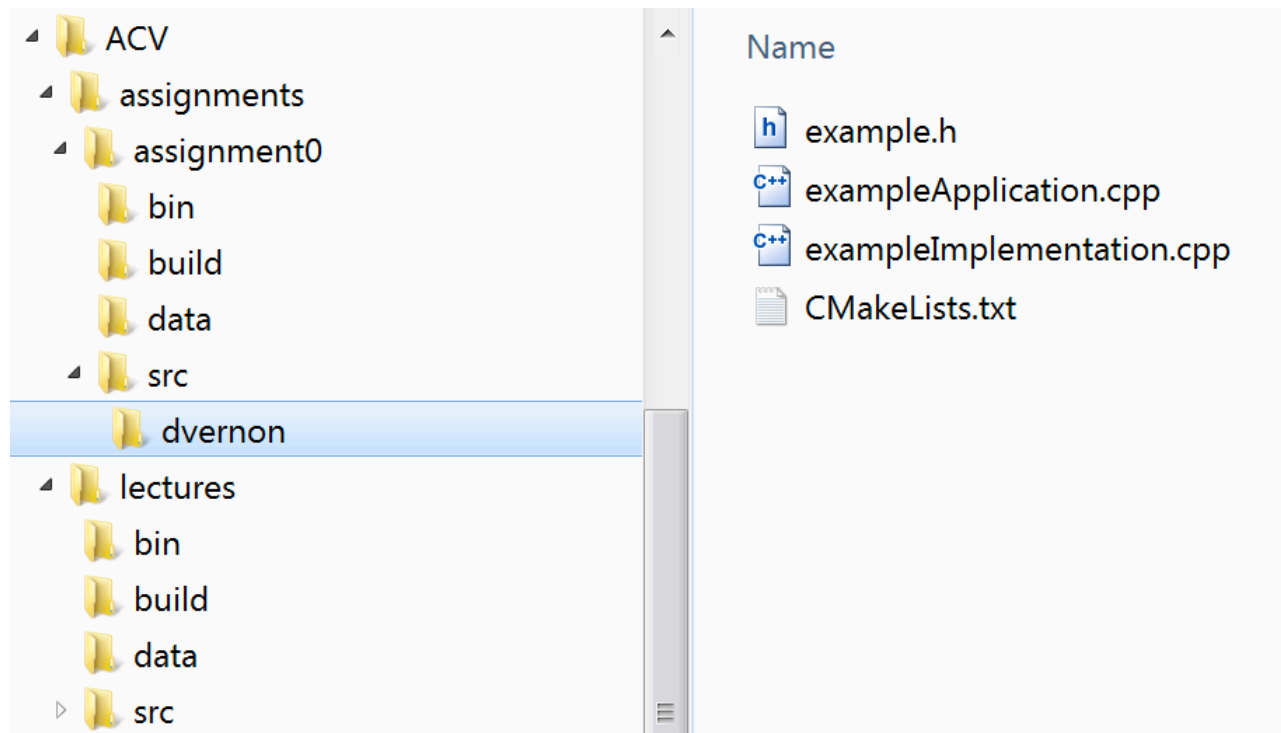 ACV
assignments
assignment0
bin
build
data
src
dvernon
lectures
bin
build
data
src
Name
h example.h
C++ exampleApplication.cpp
C++ exampleImplementation.cpp
CMakeLists.txt